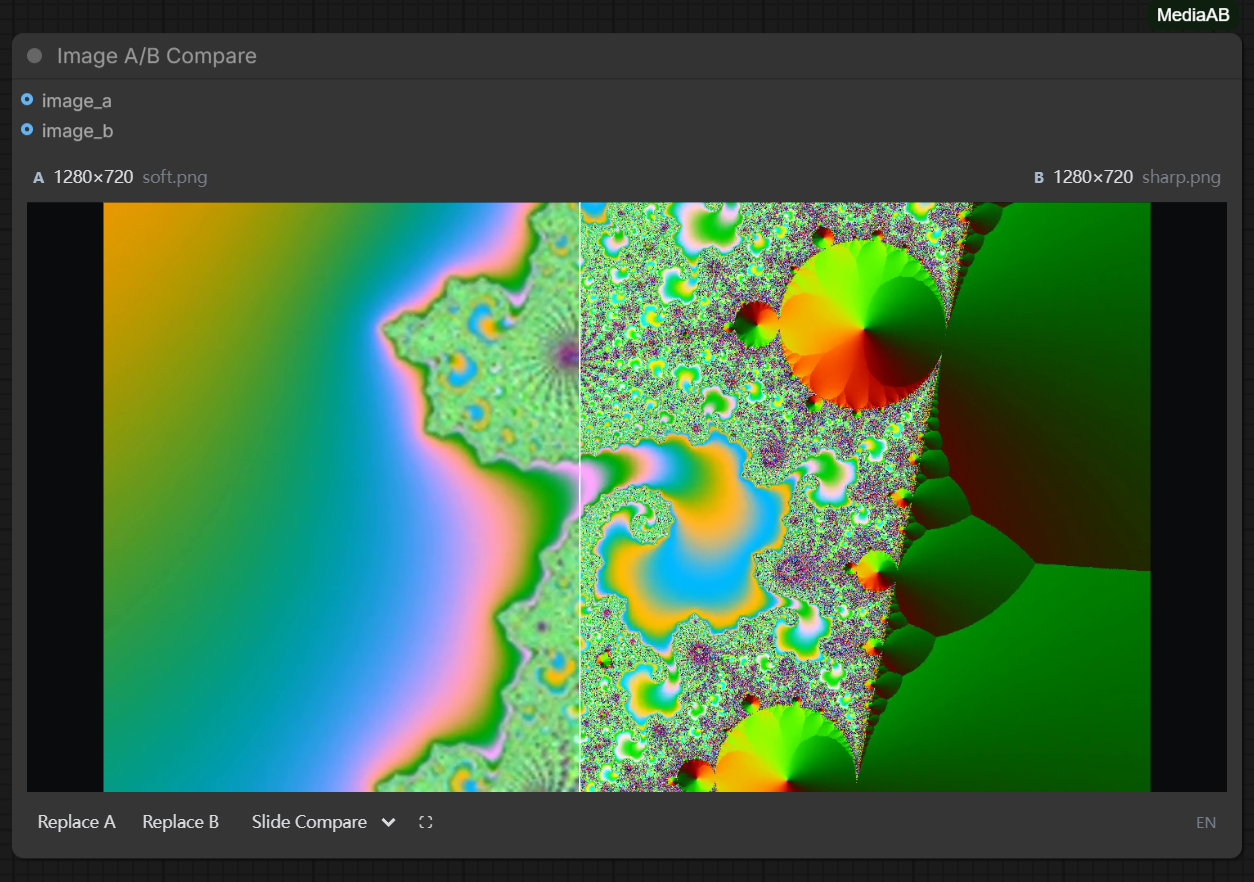 MediaAB
Image A/B Compare
image_a
image_b
A 1280×720 soft.png
B 1280×720 sharp.png
Replace A Replace B Slide Compare EN